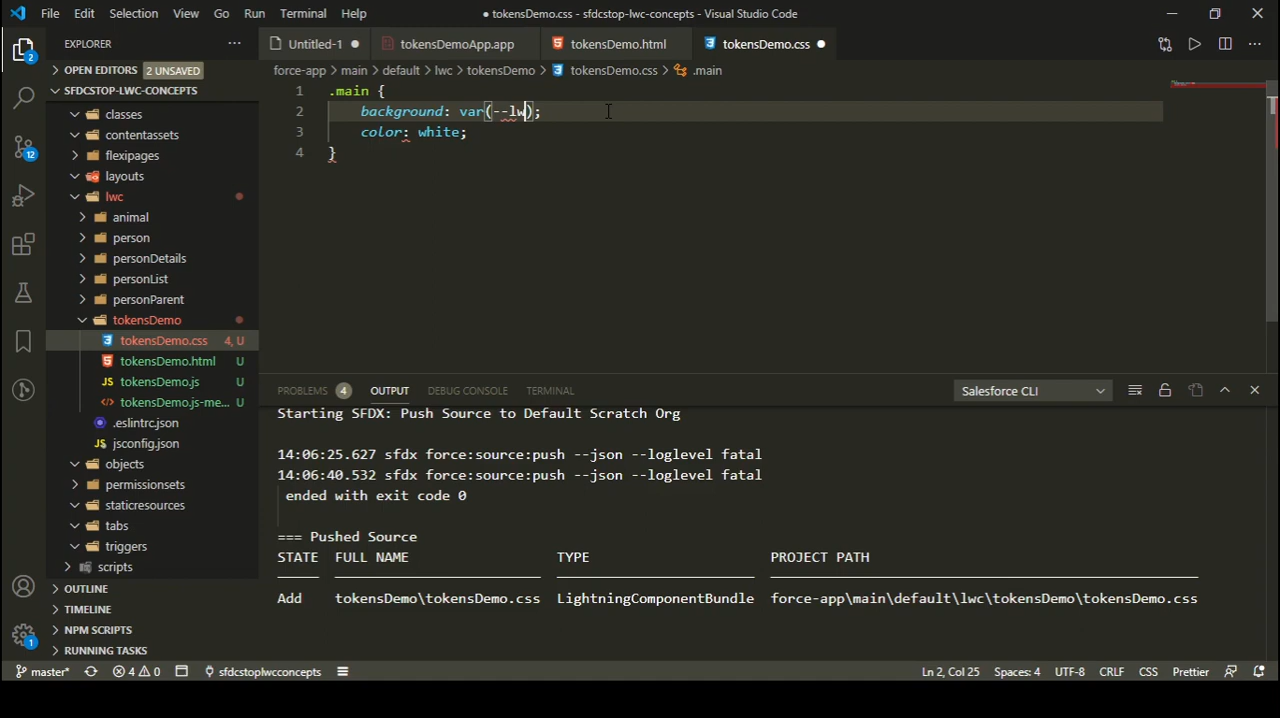 File Edit Selection View Go Run Terminal Help
● tokensDemo.css - sfdcstop-lwc-concepts - Visual Studio Code
EXPLORER
Untitled-1
tokensDemoApp.app
tokensDemo.html
tokensDemo.css
OPEN EDITORS 2 UNSAVED
force-app > main > default > lwc > tokensDemo > tokensDemo.css > .main
SFDCSTOP-LWC-CONCEPTS
classes
contentassets
flexipages
layouts
lwc
animal
person
personDetails
personList
personParent
tokensDemo
tokensDemo.css 4, U
tokensDemo.html U
tokensDemo.js U
tokensDemo.js-me... U
.eslintrc.json
jsconfig.json
objects
permissionsets
staticresources
tabs
triggers
scripts
OUTLINE
TIMELINE
NPM SCRIPTS
RUNNING TASKS
2
12
1
1 .main {
2 background: var(--lw);
3 color: white;
4 }
PROBLEMS 4 OUTPUT DEBUG CONSOLE TERMINAL
Salesforce CLI
Starting SFDX: Push Source to Default Scratch Org
14:06:25.627 sfdx force:source:push --json --loglevel fatal
14:06:40.532 sfdx force:source:push --json --loglevel fatal
ended with exit code 0
=== Pushed Source
STATE FULL NAME TYPE PROJECT PATH
Add tokensDemo\tokensDemo.css LightningComponentBundle force-app\main\default\lwc\tokensDemo\tokensDemo.css
master* 4 0 sfdcstoplwcconcepts Ln 2, Col 25 Spaces: 4 UTF-8 CRLF CSS Prettier